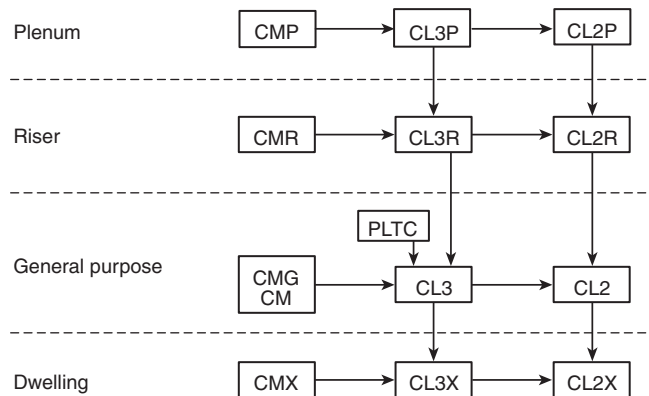 Plenum
CMP
CL3P
CL2P
Riser
CMR
CL3R
CL2R
PLTC
General purpose
CMG
CM
CL3
CL2
Dwelling
CMX
CL3X
CL2X